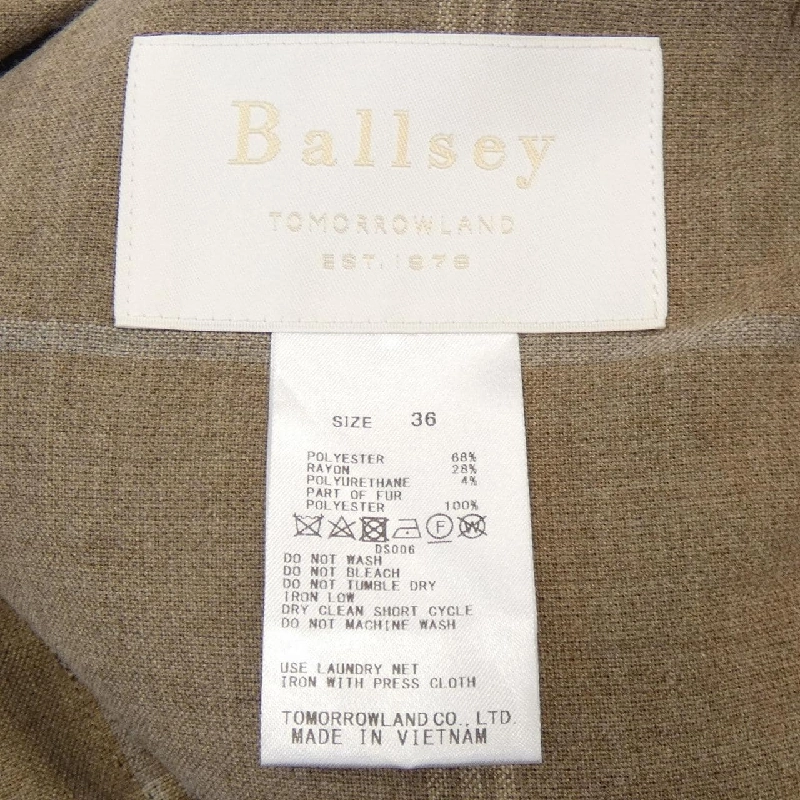 Ballsey
TOMORROWLAND
EST. 1978
SIZE 36
POLYESTER 68%
RAYON 28%
POLYURETHANE 4%
PART OF FUR
POLYESTER 100%
F W
DS006
DO NOT WASH
DO NOT BLEACH
DO NOT TUMBLE DRY
IRON LOW
DRY CLEAN SHORT CYCLE
DO NOT MACHINE WASH
USE LAUNDRY NET
IRON WITH PRESS CLOTH
TOMORROWLAND CO., LTD.
MADE IN VIETNAM